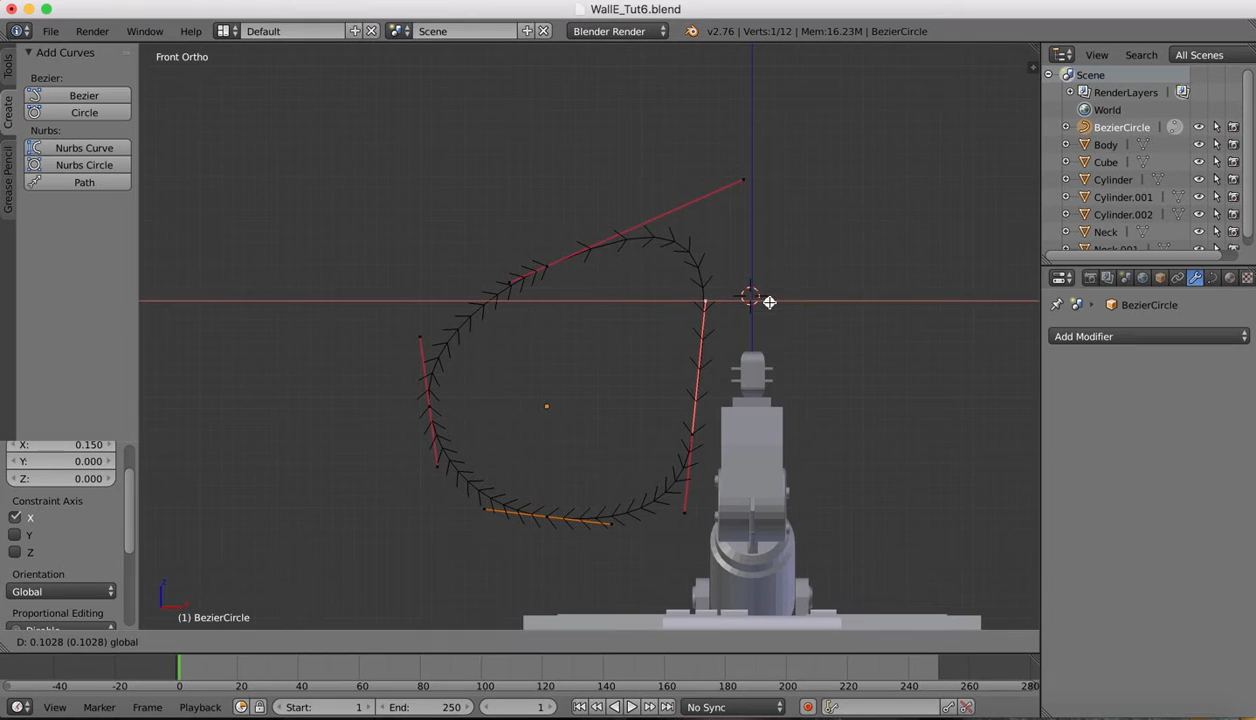 WallE_Tut6.blend
File Render Window Help Default Scene Blender Render v2.76 | Verts:1/12 | Mem:16.23M | BezierCircle
Add Curves
Bezier:
Bezier
Circle
Nurbs:
Nurbs Curve
Nurbs Circle
Path
Tools
Create
Grease Pencil
X: 0.150
Y: 0.000
Z: 0.000
Constraint Axis
X
Y
Z
Orientation
Global
Proportional Editing
Front Ortho
z
(1) BezierCircle
D: 0.1028 (0.1028) global
View Search All Scenes
Scene
RenderLayers
World
BezierCircle
Body
Cube
Cylinder
Cylinder.001
Cylinder.002
Neck
Neck.001
BezierCircle
Add Modifier
-40 -20 0 20 40 60 80 100 120 140 160 180 200 220 240 260 280
View Marker Frame Playback Start: 1 End: 250 1 No Sync